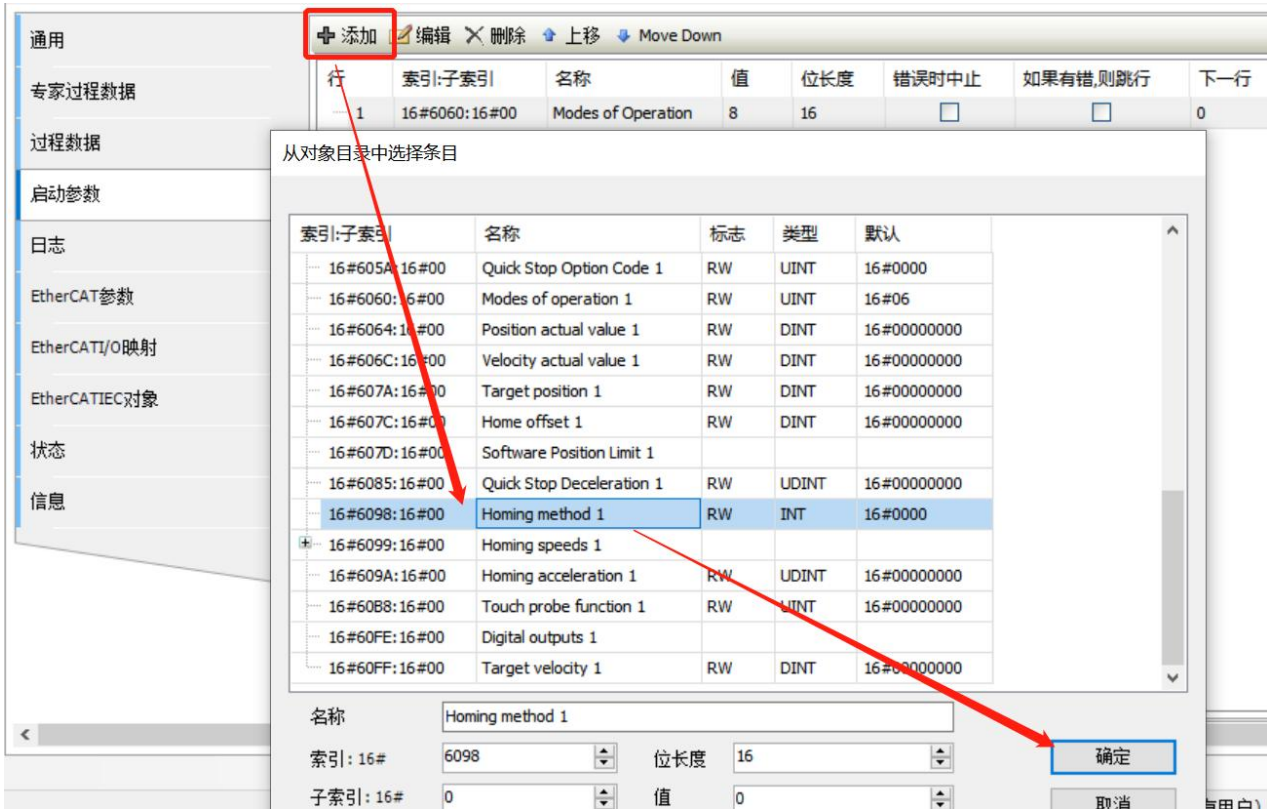 通用
专家过程数据
过程数据
启动参数
日志
EtherCAT参数
EtherCATI/O映射
EtherCATIEC对象
状态
信息
添加 编辑 删除 上移 Move Down
行 索引:子索引 名称 值 位长度 错误时中止 如果有错,则跳行 下一行
1 16#6060:16#00 Modes of Operation 8 16 0
从对象目录中选择条目
索引:子索引 名称 标志 类型 默认
16#605A:16#00 Quick Stop Option Code 1 RW UINT 16#0000
16#6060:16#00 Modes of operation 1 RW UINT 16#06
16#6064:16#00 Position actual value 1 RW DINT 16#00000000
16#606C:16#00 Velocity actual value 1 RW DINT 16#00000000
16#607A:16#00 Target position 1 RW DINT 16#00000000
16#607C:16#00 Home offset 1 RW DINT 16#00000000
16#607D:16#00 Software Position Limit 1
16#6085:16#00 Quick Stop Deceleration 1 RW UDINT 16#00000000
16#6098:16#00 Homing method 1 RW INT 16#0000
16#6099:16#00 Homing speeds 1
16#609A:16#00 Homing acceleration 1 RW UDINT 16#00000000
16#60B8:16#00 Touch probe function 1 RW UINT 16#00000000
16#60FE:16#00 Digital outputs 1
16#60FF:16#00 Target velocity 1 RW DINT 16#00000000
名称 Homing method 1
索引: 16# 6098 位长度 16 确定
子索引: 16# 0 值 0 取消
用户)